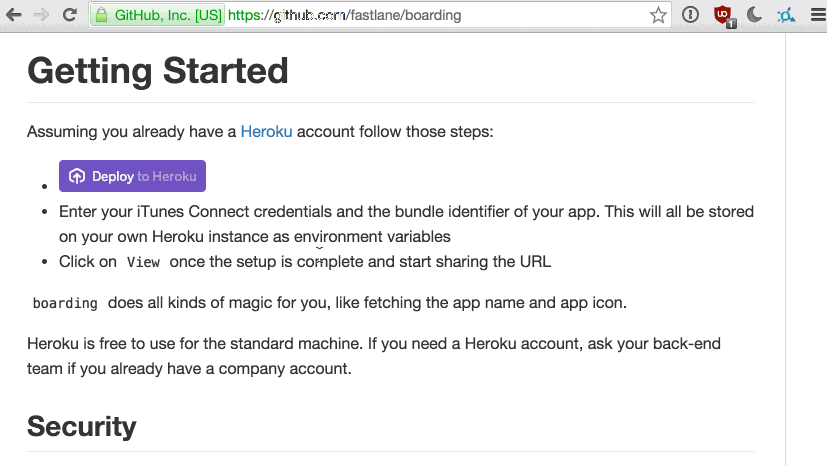 GitHub, Inc. [US] https://github.com/fastlane/boarding
1
Getting Started
Assuming you already have a Heroku account follow those steps:
Deploy to Heroku
Enter your iTunes Connect credentials and the bundle identifier of your app. This will all be stored
on your own Heroku instance as environment variables
Click on View once the setup is complete and start sharing the URL
boarding does all kinds of magic for you, like fetching the app name and app icon.
Heroku is free to use for the standard machine. If you need a Heroku account, ask your back-end
team if you already have a company account.
Security